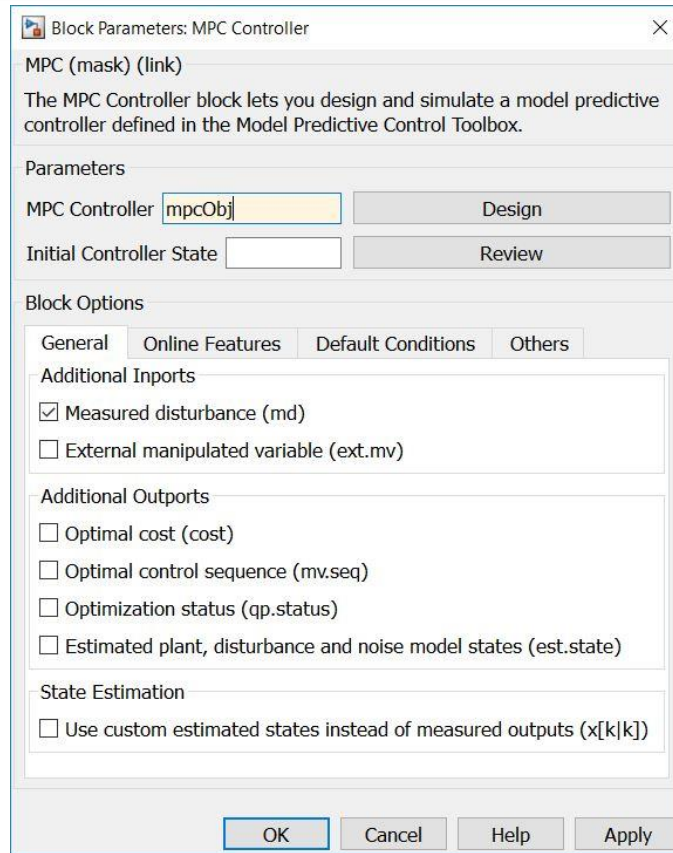 Block Parameters: MPC Controller
MPC (mask) (link)
The MPC Controller block lets you design and simulate a model predictive
controller defined in the Model Predictive Control Toolbox.
Parameters
MPC Controller mpcObj Design
Initial Controller State Review
Block Options
General Online Features Default Conditions Others
Additional Inports
Measured disturbance (md)
External manipulated variable (ext.mv)
Additional Outports
Optimal cost (cost)
Optimal control sequence (mv.seq)
Optimization status (qp.status)
Estimated plant, disturbance and noise model states (est.state)
State Estimation
Use custom estimated states instead of measured outputs (x[k|k])
OK Cancel Help Apply